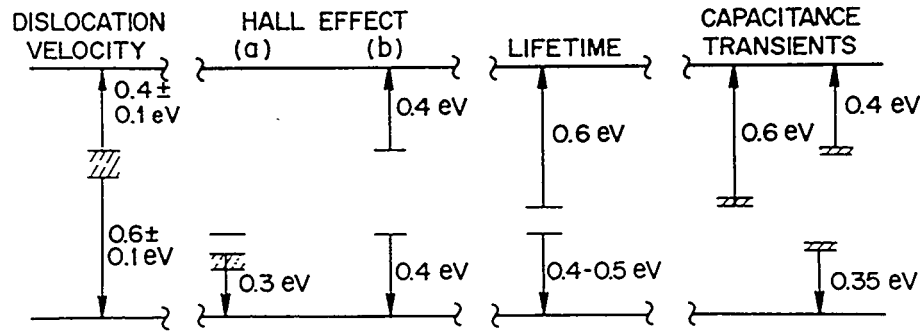 DISLOCATION
VELOCITY
HALL EFFECT
(a) (b)
LIFETIME
CAPACITANCE
TRANSIENTS
0.4 ±
0.1 eV
0.6 ±
0.1 eV
0.3 eV
0.4 eV
0.4 eV
0.6 eV
0.4-0.5 eV
0.6 eV
0.4 eV
0.35 eV